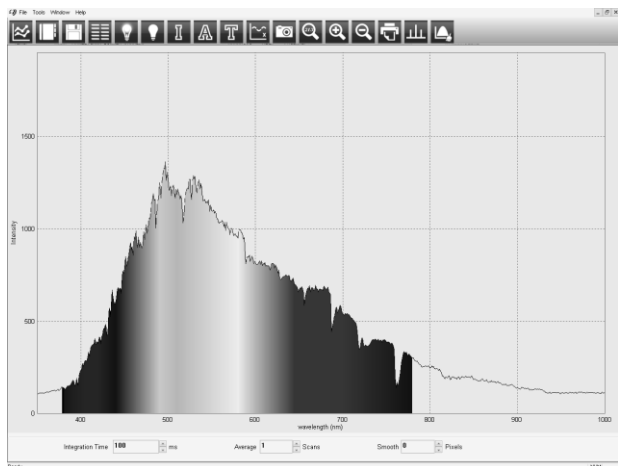 File Tools Window Help
I A T
1500
1000
500
0
Intensity
400 500 600 700 800 900 1000
wavelength (nm)
Integration Time 100 ms Average 1 Scans Smooth 0 Pixels